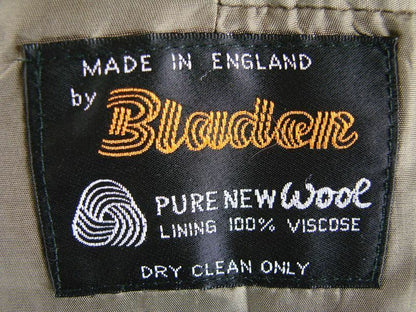 MADE IN ENGLAND
by Bladen
PURE NEW Wool
LINING 100% VISCOSE
DRY CLEAN ONLY